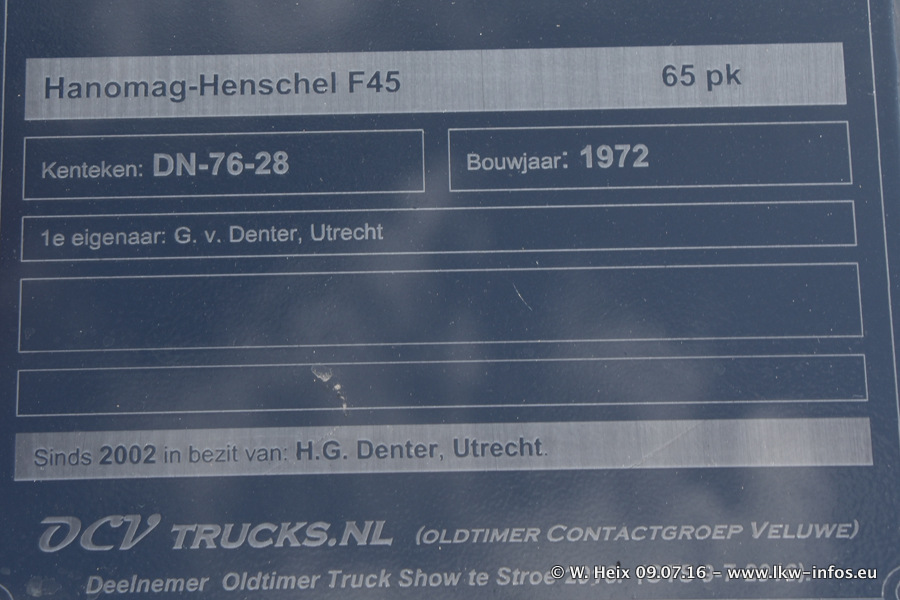 Hanomag-Henschel F45 65 pk
Kenteken: DN-76-28 Bouwjaar: 1972
1e eigenaar: G. v. Denter, Utrecht
Sinds 2002 in bezit van: H.G. Denter, Utrecht.
OCV TRUCKS.NL (OLDTIMER CONTACTGROEP VELUWE)
Deelnemer Oldtimer Truck Show te Stroe
© W. Heix 09.07.16 – www.lkw-infos.eu